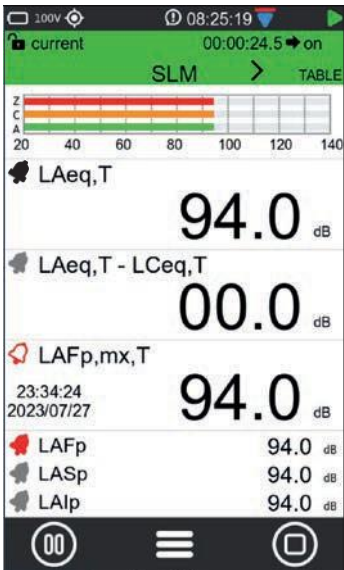 100V 08:25:19
current 00:00:24.5 → on
SLM > TABLE
Z
C
A
20 40 60 80 100 120 140
LAeq,T
94.0 dB
LAeq,T - LCeq,T
00.0 dB
LAFp,mx,T
23:34:24
2023/07/27
94.0 dB
LAFp 94.0 dB
LASp 94.0 dB
LAIp 94.0 dB